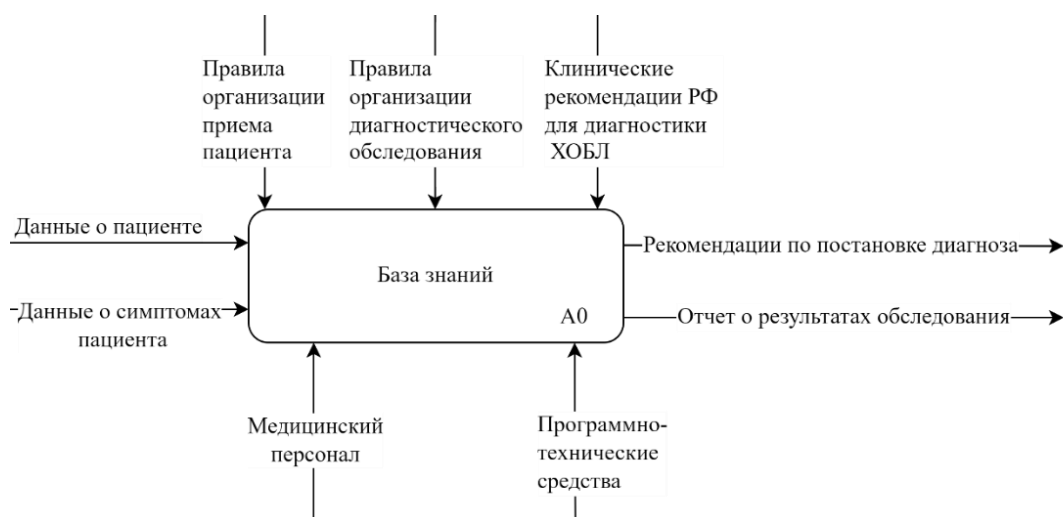 Правила
организации
приема
пациента
Правила
организации
диагностического
обследования
Клинические
рекомендации РФ
для диагностики
ХОБЛ
Данные о пациенте
Данные о симптомах
пациента
База знаний
А0
Рекомендации по постановке диагноза
Отчет о результатах обследования
Медицинский
персонал
Программно-
технические
средства